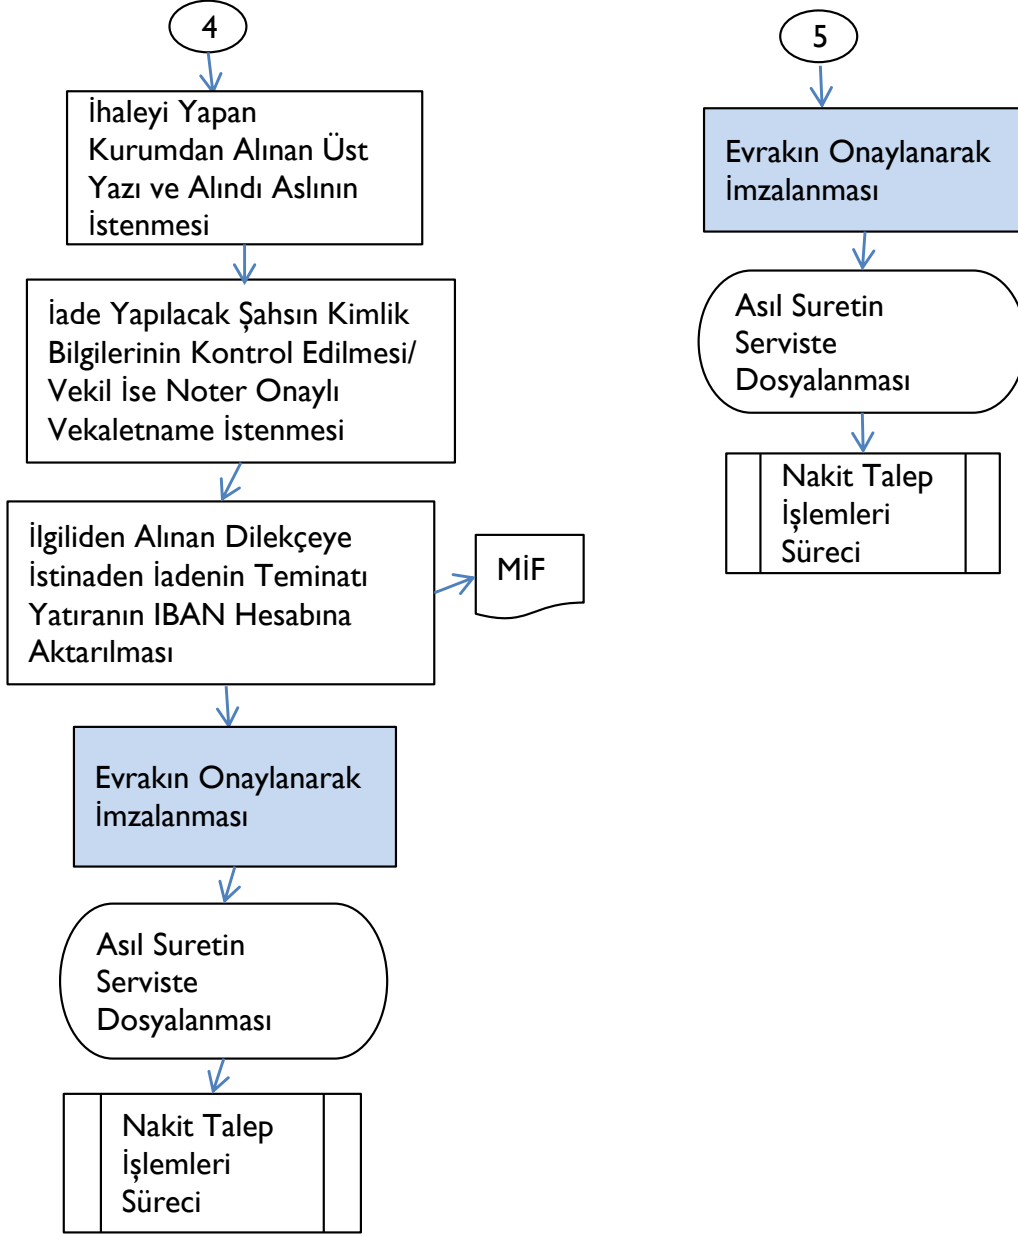 4
İhaleyi Yapan
Kurumdan Alınan Üst
Yazı ve Alındı Aslının
İstenmesi
İade Yapılacak Şahsın Kimlik
Bilgilerinin Kontrol Edilmesi/
Vekil İse Noter Onaylı
Vekaletname İstenmesi
İlgiliden Alınan Dilekçeye
İstinaden İadenin Teminatı
Yatıranın IBAN Hesabına
Aktarılması
MİF
Evrakın Onaylanarak
İmzalanması
Asıl Suretin
Serviste
Dosyalanması
Nakit Talep
İşlemleri
Süreci
5
Evrakın Onaylanarak
İmzalanması
Asıl Suretin
Serviste
Dosyalanması
Nakit Talep
İşlemleri
Süreci